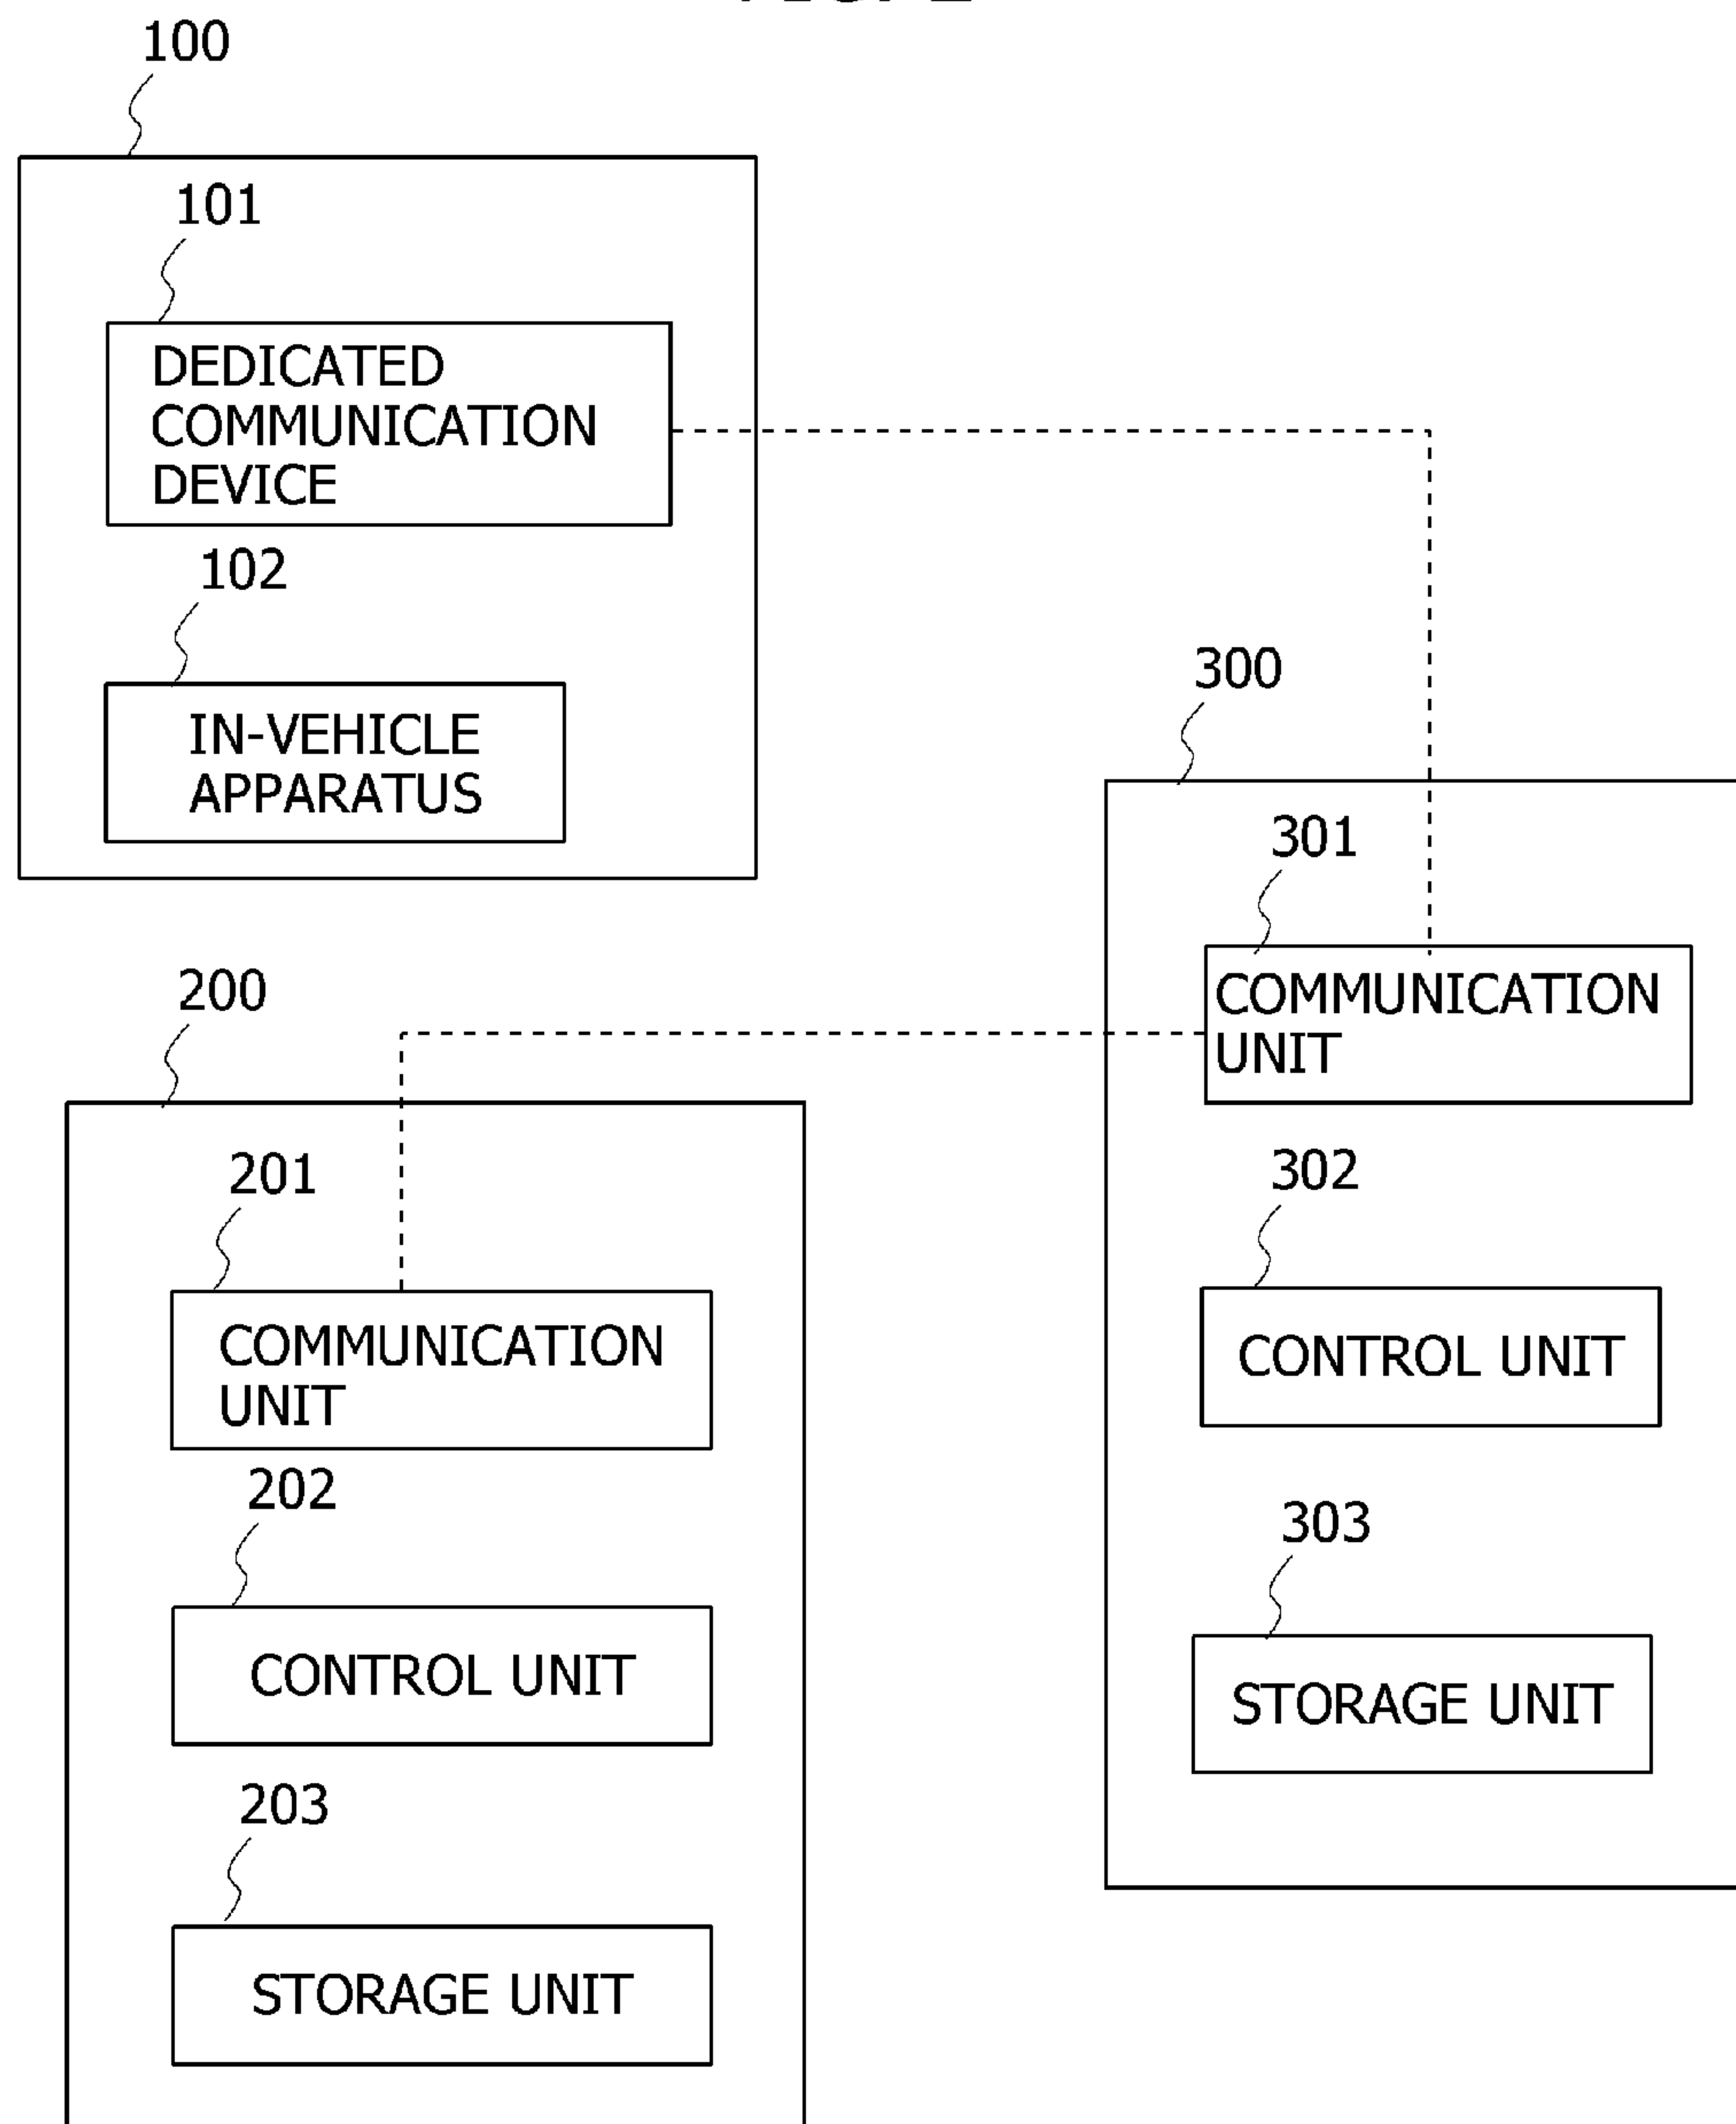 100
101
DEDICATED
COMMUNICATION
DEVICE
102
IN-VEHICLE
APPARATUS
300
301
COMMUNICATION
UNIT
302
CONTROL UNIT
303
STORAGE UNIT
200
201
COMMUNICATION
UNIT
202
CONTROL UNIT
203
STORAGE UNIT